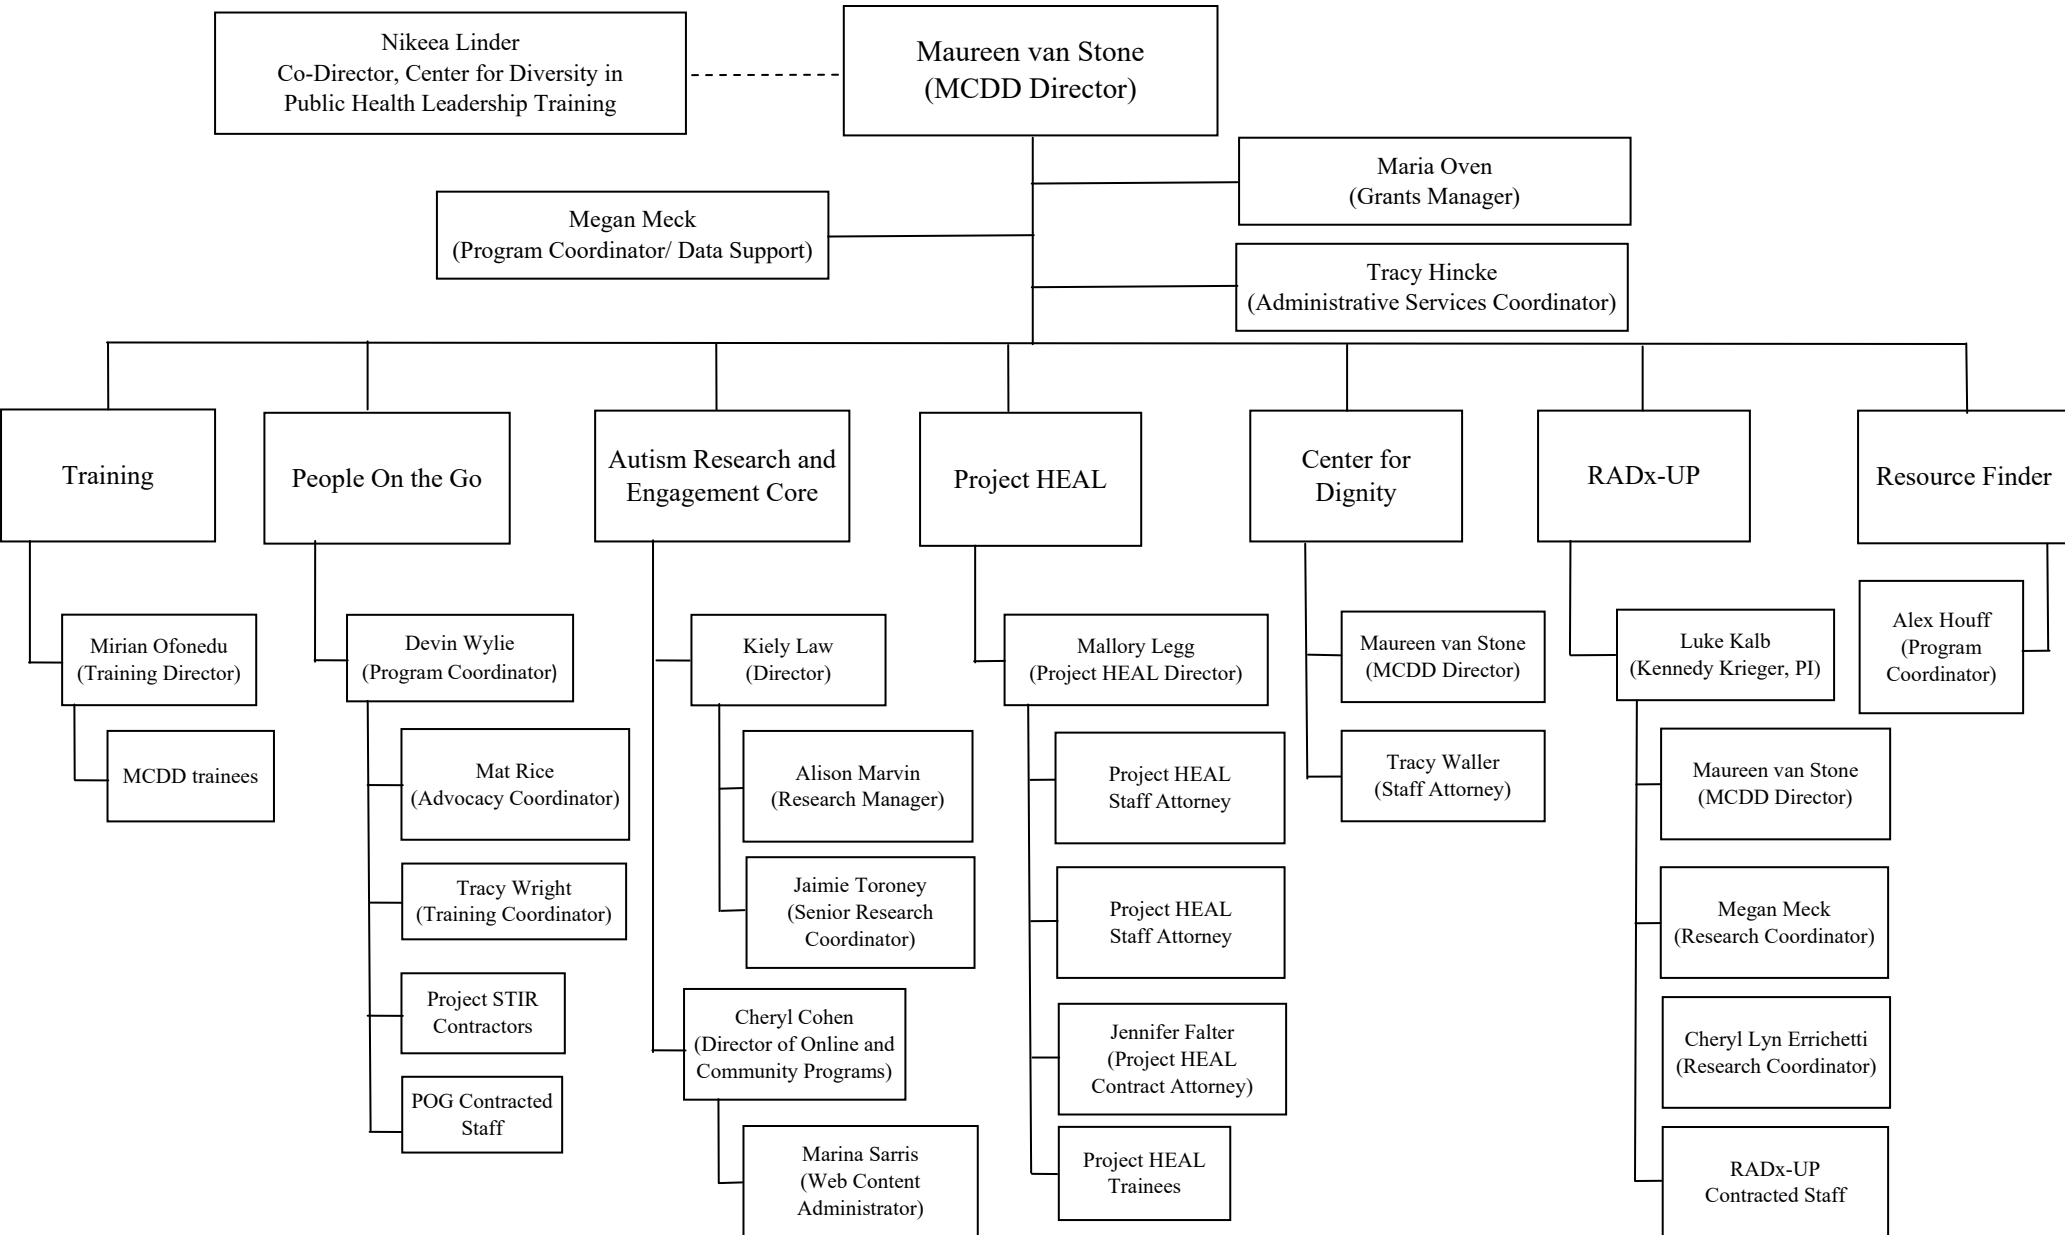 Nikeea Linder
Co-Director, Center for Diversity in
Public Health Leadership Training
Maureen van Stone
(MCDD Director)
Maria Oven
(Grants Manager)
Megan Meck
(Program Coordinator/ Data Support)
Tracy Hincke
(Administrative Services Coordinator)
Training
People On the Go
Autism Research and
Engagement Core
Project HEAL
Center for
Dignity
RADx-UP
Resource Finder
Mirian Ofonedu
(Training Director)
MCDD trainees
Devin Wylie
(Program Coordinator)
Mat Rice
(Advocacy Coordinator)
Tracy Wright
(Training Coordinator)
Project STIR
Contractors
POG Contracted
Staff
Kiely Law
(Director)
Alison Marvin
(Research Manager)
Jaimie Toroney
(Senior Research
Coordinator)
Cheryl Cohen
(Director of Online and
Community Programs)
Marina Sarris
(Web Content
Administrator)
Mallory Legg
(Project HEAL Director)
Project HEAL
Staff Attorney
Project HEAL
Staff Attorney
Jennifer Falter
(Project HEAL
Contract Attorney)
Project HEAL
Trainees
Maureen van Stone
(MCDD Director)
Tracy Waller
(Staff Attorney)
Luke Kalb
(Kennedy Krieger, PI)
Maureen van Stone
(MCDD Director)
Megan Meck
(Research Coordinator)
Cheryl Lyn Errichetti
(Research Coordinator)
RADx-UP
Contracted Staff
Alex Houff
(Program
Coordinator)